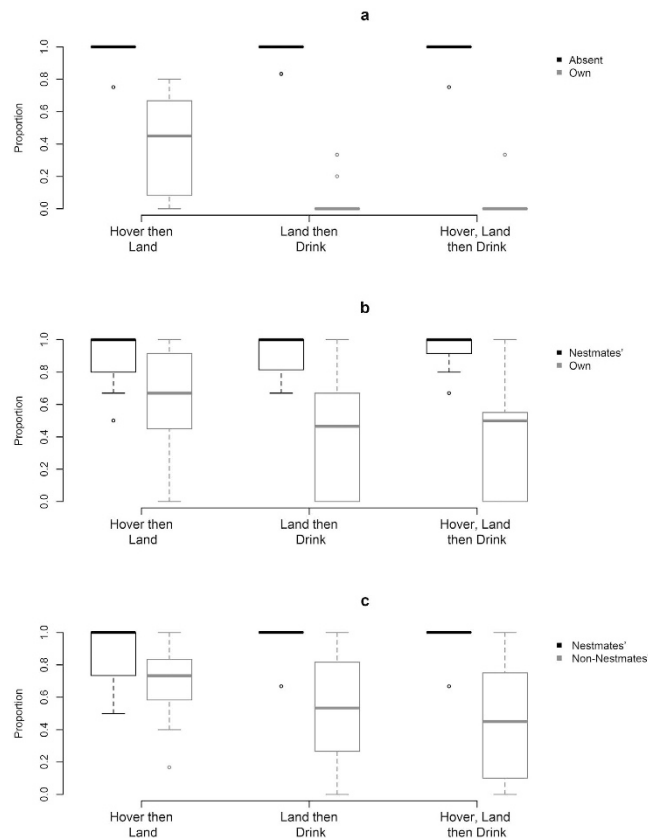 a
1.0
0.8
0.6
0.4
0.2
0.0
Proportion
Absent
Own
Hover then
Land
Land then
Drink
Hover, Land
then Drink
b
1.0
0.8
0.6
0.4
0.2
0.0
Proportion
Nestmates'
Own
Hover then
Land
Land then
Drink
Hover, Land
then Drink
c
1.0
0.8
0.6
0.4
0.2
0.0
Proportion
Nestmates'
Non-Nestmates
Hover then
Land
Land then
Drink
Hover, Land
then Drink